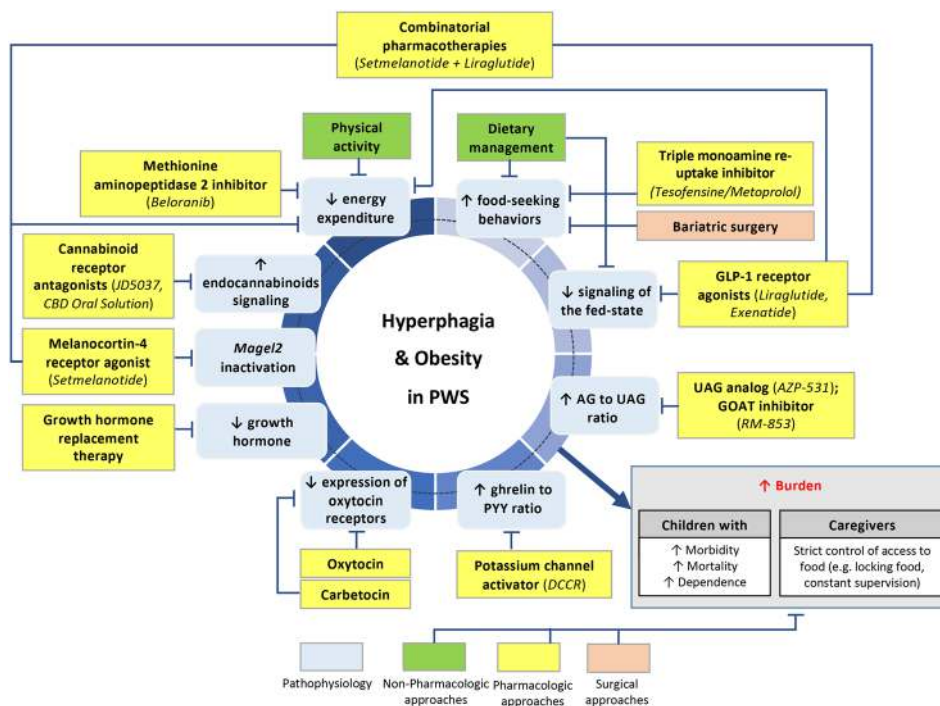 Combinatorial
pharmacotherapies
(Setmelanotide + Liraglutide)
Physical
activity
Dietary
management
Methionine
aminopeptidase 2 inhibitor
(Beloranib)
↓ energy
expenditure
↑ food-seeking
behaviors
Triple monoamine re-
uptake inhibitor
(Tesofensine/Metaprolol)
Bariatric surgery
Cannabinoid receptor
antagonists (JD5037,
CBD Oral Solution)
↑
endocannabinoids
signaling
↓ signaling of
the fed-state
GLP-1 receptor
agonists (Liraglutide,
Exenatide)
Hyperphagia
& Obesity
in PWS
Melanocortin-4
receptor agonist
(Setmelanotide)
Magel2
inactivation
↑ AG to UAG
ratio
UAG analog (AZP-531);
GOAT inhibitor
(RM-853)
Growth hormone
replacement
therapy
↓ growth
hormone
↓ expression of
oxytocin
receptors
↑ ghrelin to
PYY ratio
Oxytocin
Carbetocin
Potassium channel
activator (DCCR)
↑ Burden
Children with
↑ Morbidity
↑ Mortality
↑ Dependence
Caregivers
Strict control of access to
food (e.g. locking food,
constant supervision)
Pathophysiology
Non-Pharmacologic
approaches
Pharmacologic
approaches
Surgical
approaches